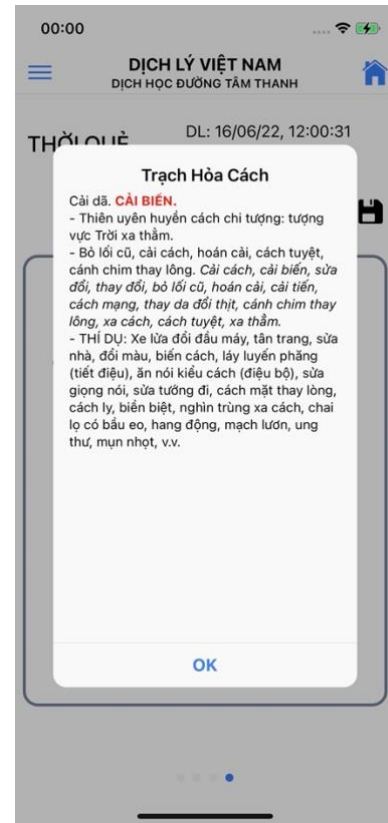 00:00
DỊCH LÝ VIỆT NAM
DỊCH HỌC ĐƯỜNG TÂM THANH
THỜI QUẺ
DL: 16/06/22, 12:00:31
Trạch Hỏa Cách
Cải dã. CẢI BIẾN.
- Thiên uyên huyền cách chi tượng: tượng
vực Trời xa thẳm.
- Bỏ lối cũ, cải cách, hoán cải, cách tuyệt,
cánh chim thay lông. Cải cách, cải biến, sửa
đổi, thay đổi, bỏ lối cũ, hoán cải, cải tiến,
cách mạng, thay da đổi thịt, cánh chim thay
lông, xa cách, cách tuyệt, xa thẳm.
- THÍ DỤ: Xe lửa đổi đầu máy, tân trang, sửa
nhà, đổi màu, biến cách, láy luyến phăng
(tiết điệu), ăn nói kiểu cách (điệu bộ), sửa
giọng nói, sửa tướng đi, cách mặt thay lòng,
cách ly, biền biệt, nghìn trùng xa cách, chai
lọ có bầu eo, hang động, mạch lươn, ung
thư, mụn nhọt, v.v.
OK